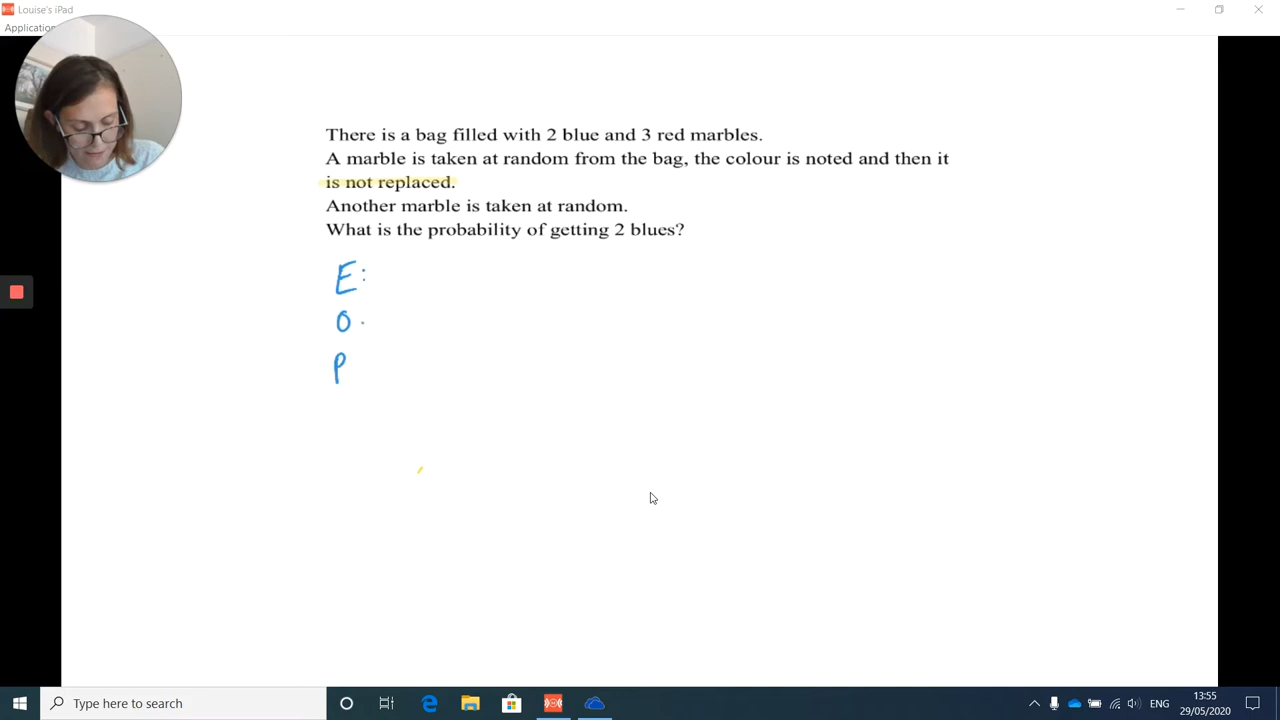 Louise's iPad
Application
There is a bag filled with 2 blue and 3 red marbles.
A marble is taken at random from the bag, the colour is noted and then it
is not replaced.
Another marble is taken at random.
What is the probability of getting 2 blues?
E:
O.
P
Type here to search
ENG
13:55
29/05/2020